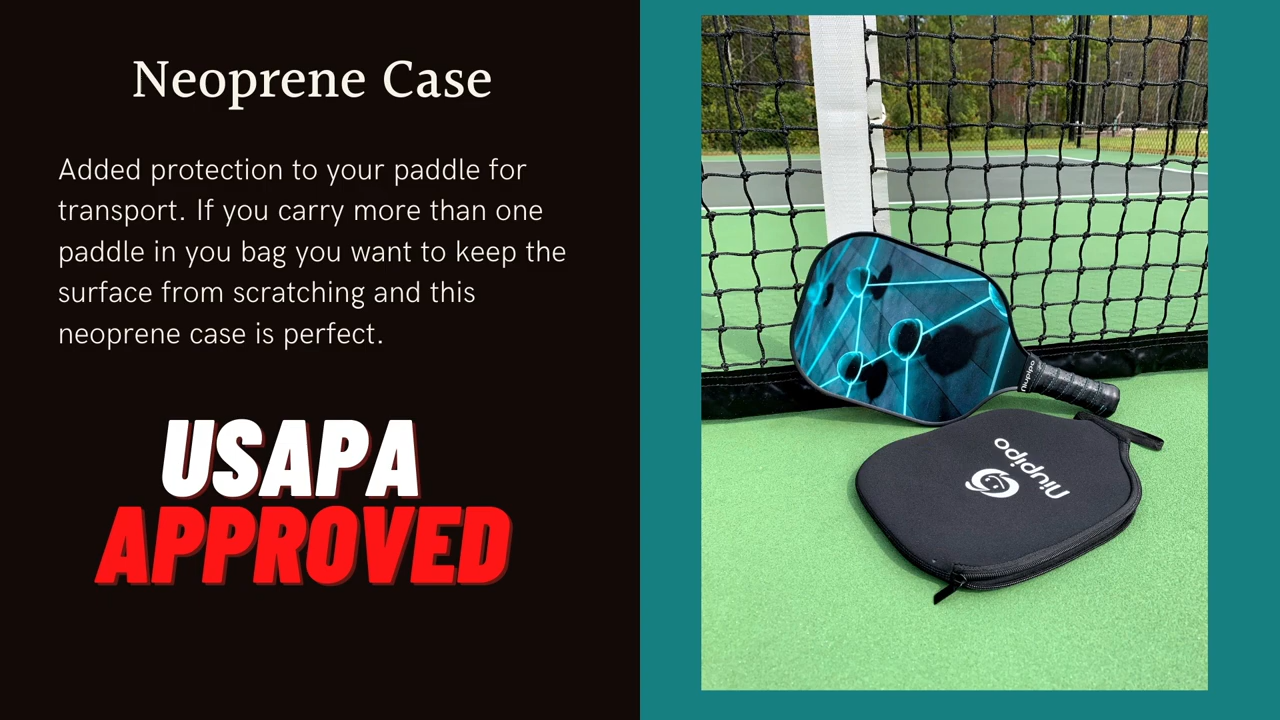 Neoprene Case
Added protection to your paddle for
transport. If you carry more than one
paddle in you bag you want to keep the
surface from scratching and this
neoprene case is perfect.
USAPA
APPROVED
niupipo
niupipo